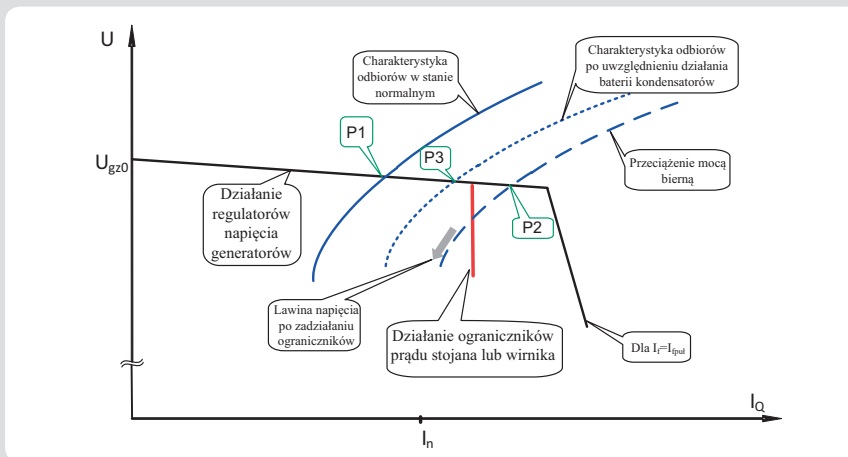 U
Charakterystyka
odbiorów w stanie
normalnym
Charakterystyka odbiorów
po uwzględnieniu działania
baterii kondensatorów
P1
P3
Przeciążenie mocą
bierną
Ugz0
Działanie
regulatorów
napięcia
generatorów
P2
Lawina napięcia
po zadziałaniu
ograniczników
Działanie ograniczników
prądu stojana lub wirnika
Dla If=Ifpuł
IQ
In